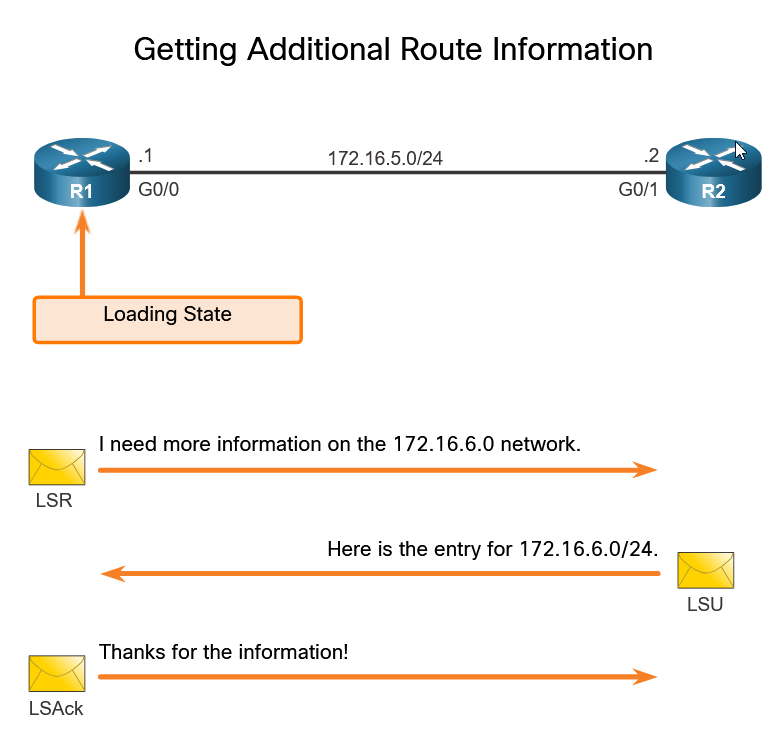 Getting Additional Route Information
.1
172.16.5.0/24
.2
R1
G0/0
G0/1
R2
Loading State
I need more information on the 172.16.6.0 network.
LSR
Here is the entry for 172.16.6.0/24.
LSU
Thanks for the information!
LSAck